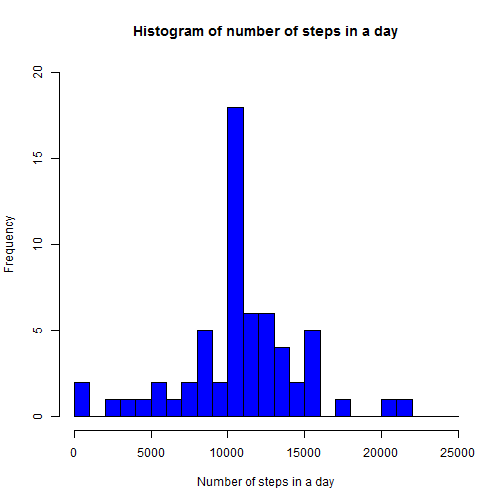 Histogram of number of steps in a day
Frequency
20
15
10
5
0
0 5000 10000 15000 20000 25000
Number of steps in a day